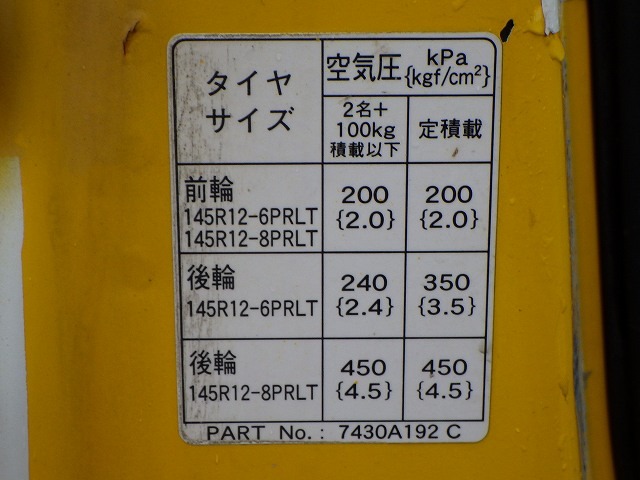 タイヤ
サイズ
空気圧 kPa
{kgf/cm²}
2名+
100kg
積載以下
定積載
前輪
145R12-6PRLT
145R12-8PRLT
200
{2.0}
200
{2.0}
後輪
145R12-6PRLT
240
{2.4}
350
{3.5}
後輪
145R12-8PRLT
450
{4.5}
450
{4.5}
PART No.: 7430A192 C